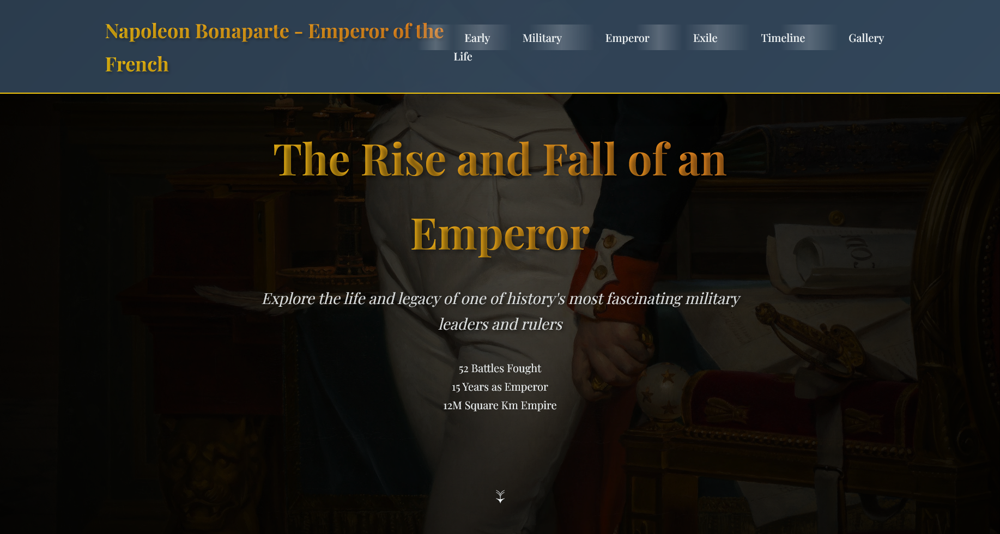 Napoleon Bonaparte - Emperor of the
French
Early
Life
Military
Emperor
Exile
Timeline
Gallery
The Rise and Fall of an
Emperor
Explore the life and legacy of one of history's most fascinating military
leaders and rulers
52 Battles Fought
15 Years as Emperor
12M Square Km Empire